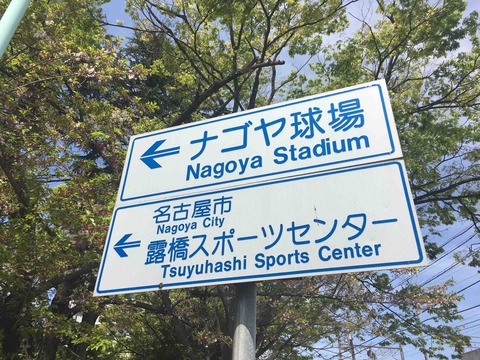 ナゴヤ球場
Nagoya Stadium
名古屋市
Nagoya City
露橋スポーツセンター
Tsuyuhashi Sports Center